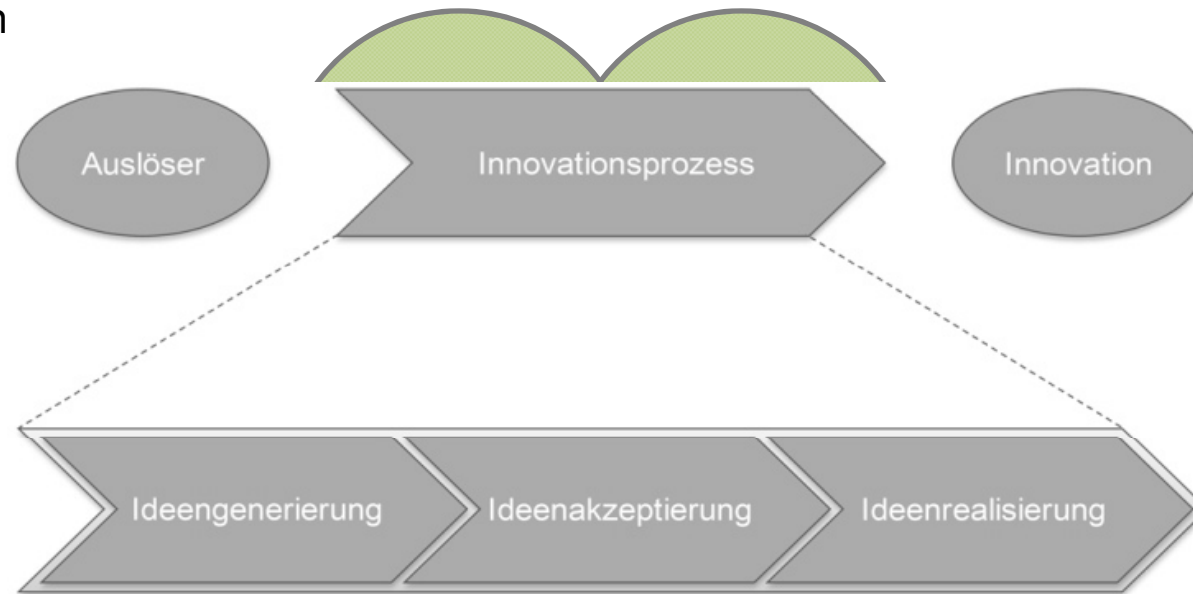 n
Auslöser
Innovationsprozess
Innovation
Ideengenerierung
Ideenakzeptierung
Ideenrealisierung